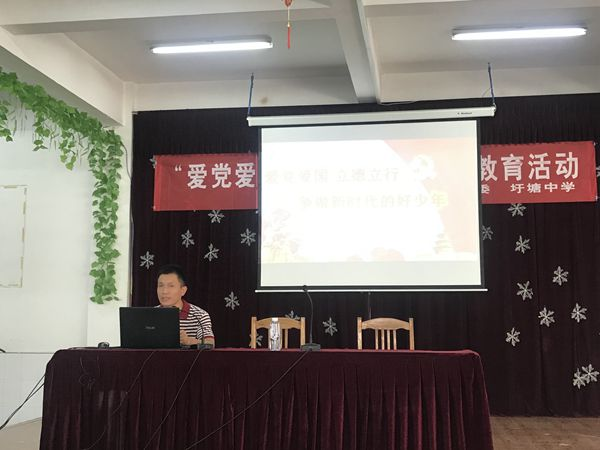 “爱党爱
教育活动
委 圩塘中学
爱党爱国 立德立行
争做新时代的好少年